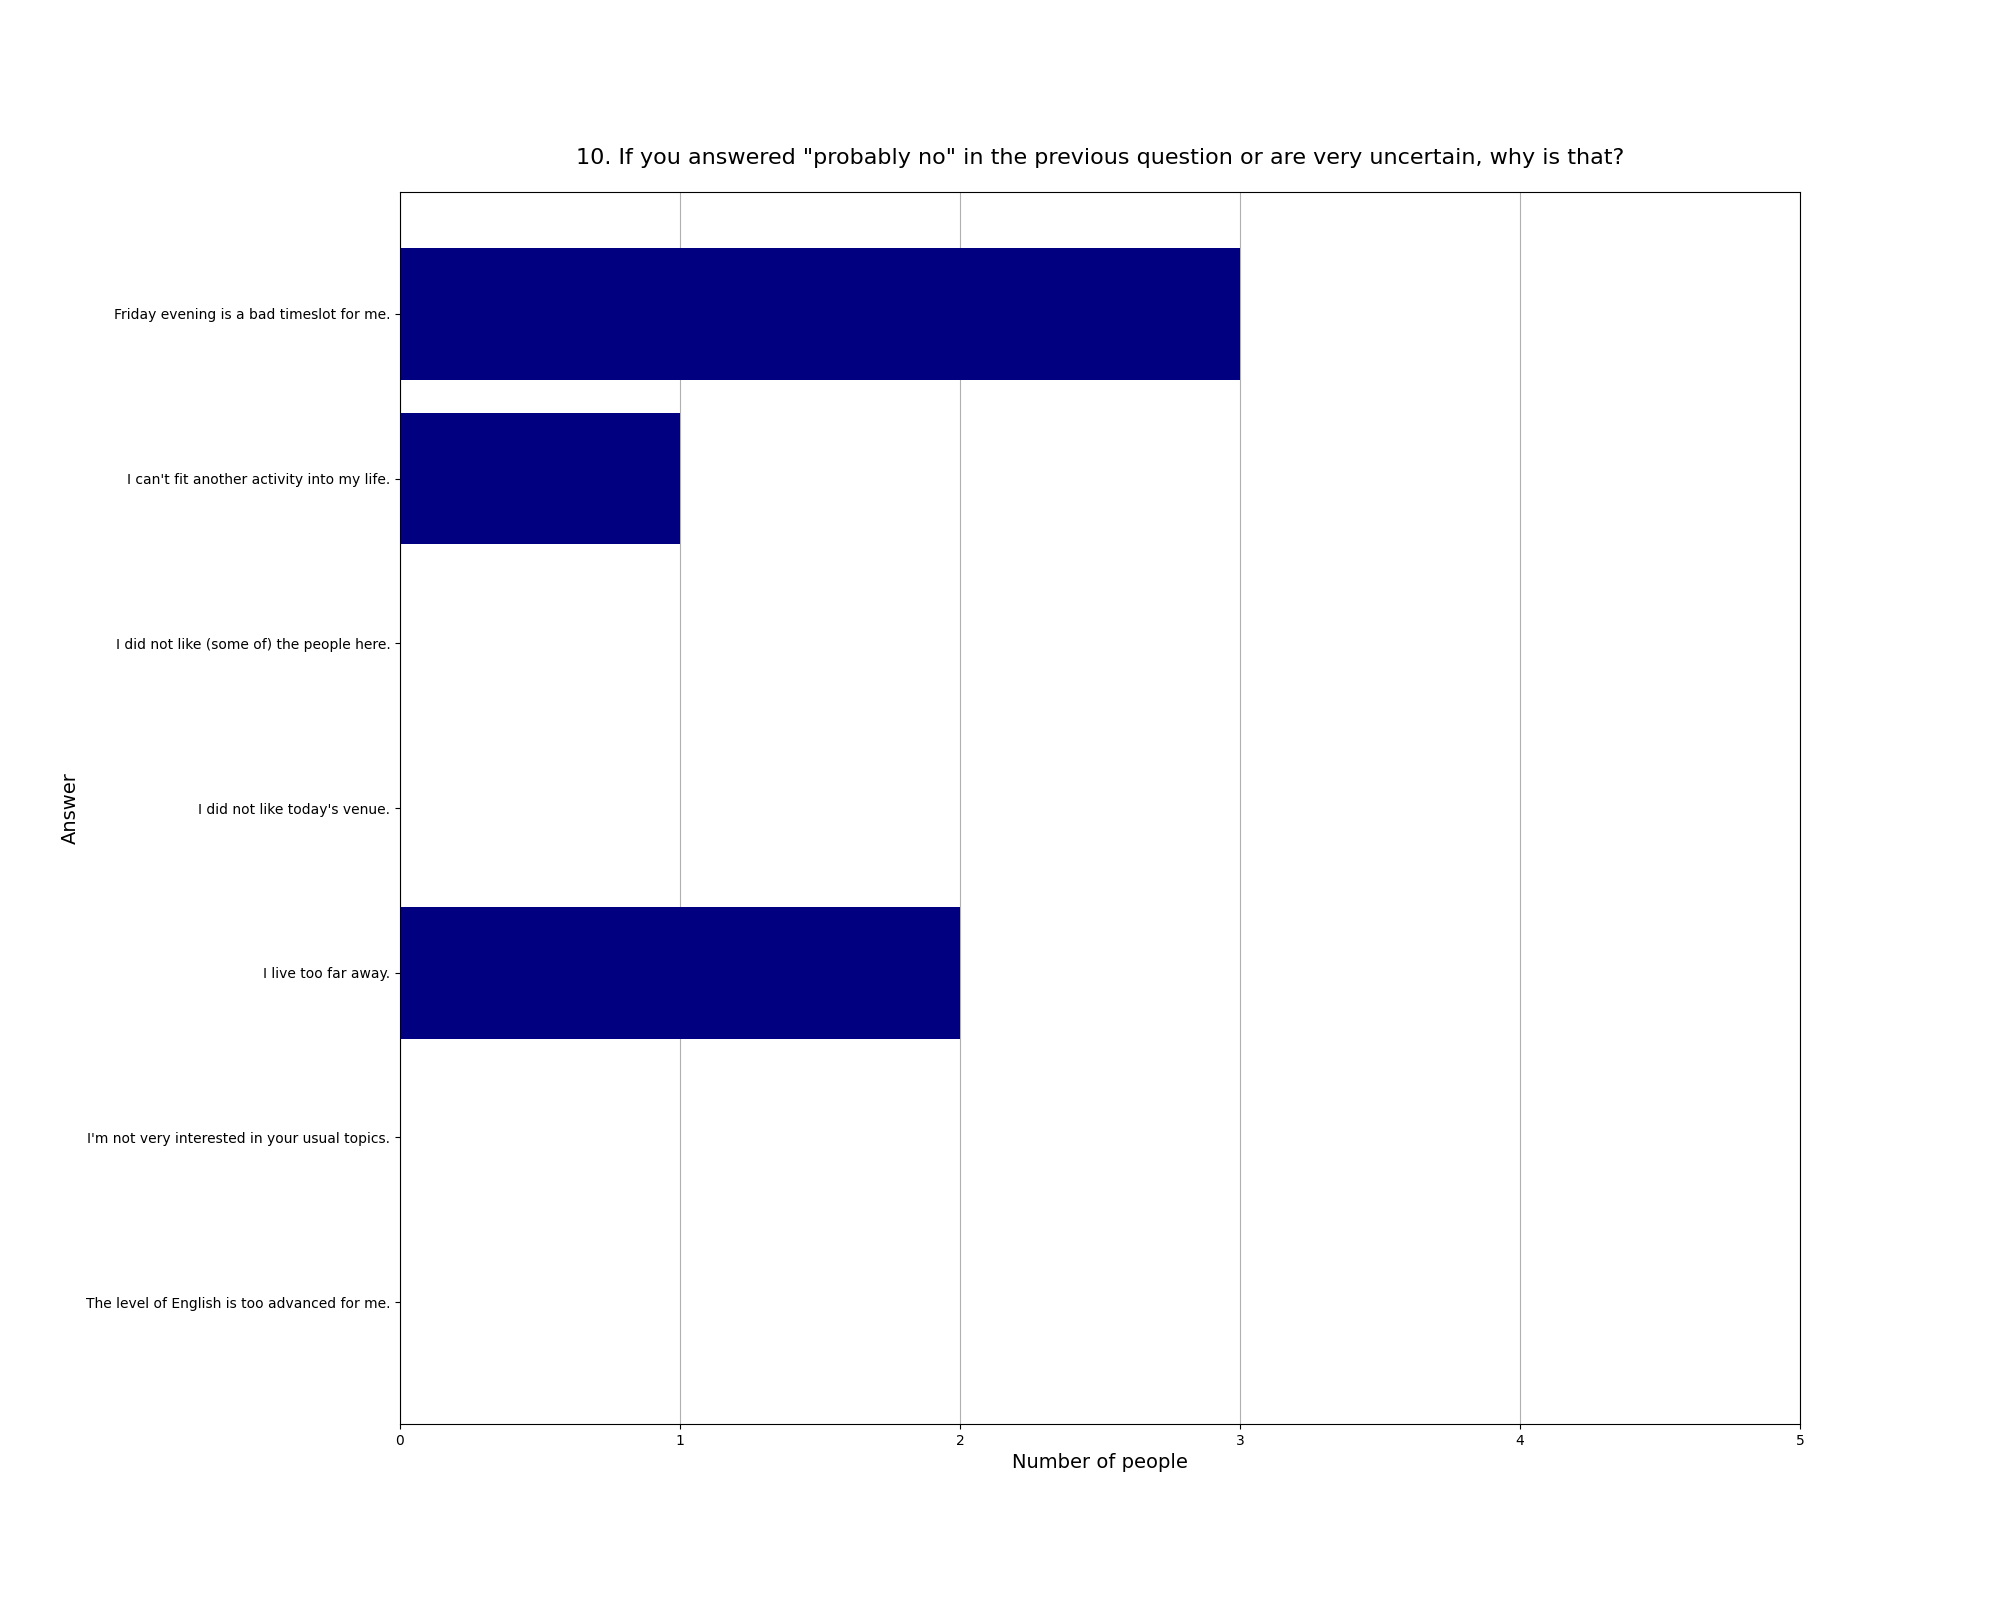 10. If you answered "probably no" in the previous question or are very uncertain, why is that?
Friday evening is a bad timeslot for me.
I can't fit another activity into my life.
I did not like (some of) the people here.
I did not like today's venue.
I live too far away.
I'm not very interested in your usual topics.
The level of English is too advanced for me.
Answer
0 1 2 3 4 5
Number of people